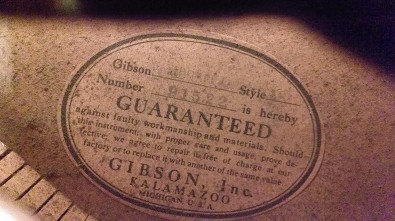 Gibson Style
Number 91522 is hereby
GUARANTEED
against faulty workmanship and materials. Should
this instrument, with proper care and usage, prove de-
fective, we agree to repair it free of charge at our
factory or to replace it with another of the same value
GIBSON, Inc.
KALAMAZOO
MICHIGAN U.S.A.